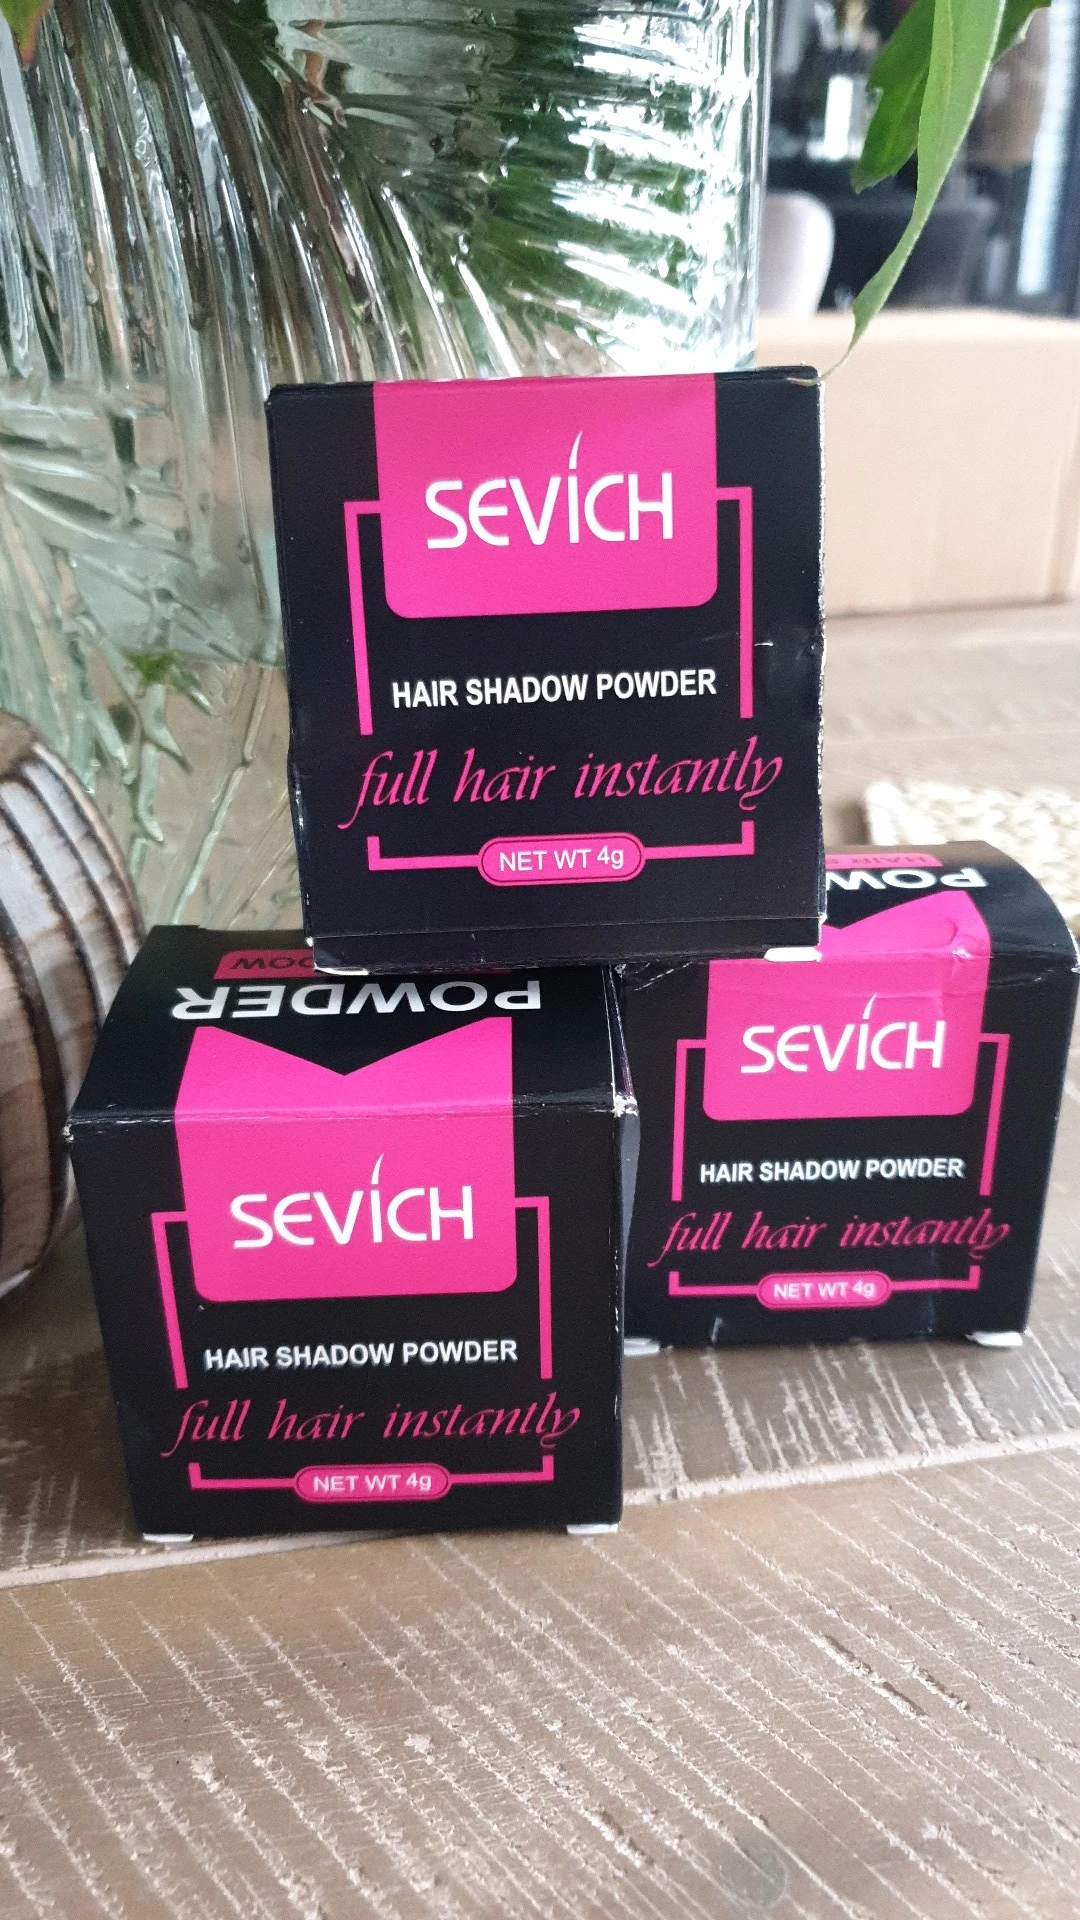 SEVICH
HAIR SHADOW POWDER
full hair instantly
NET WT 4g
POWDER
SEVICH
HAIR SHADOW POWDER
full hair instantly
NET WT 4g
HAIR
SEVICH
HAIR SHADOW POWDER
full hair instantly
NET WT 4g